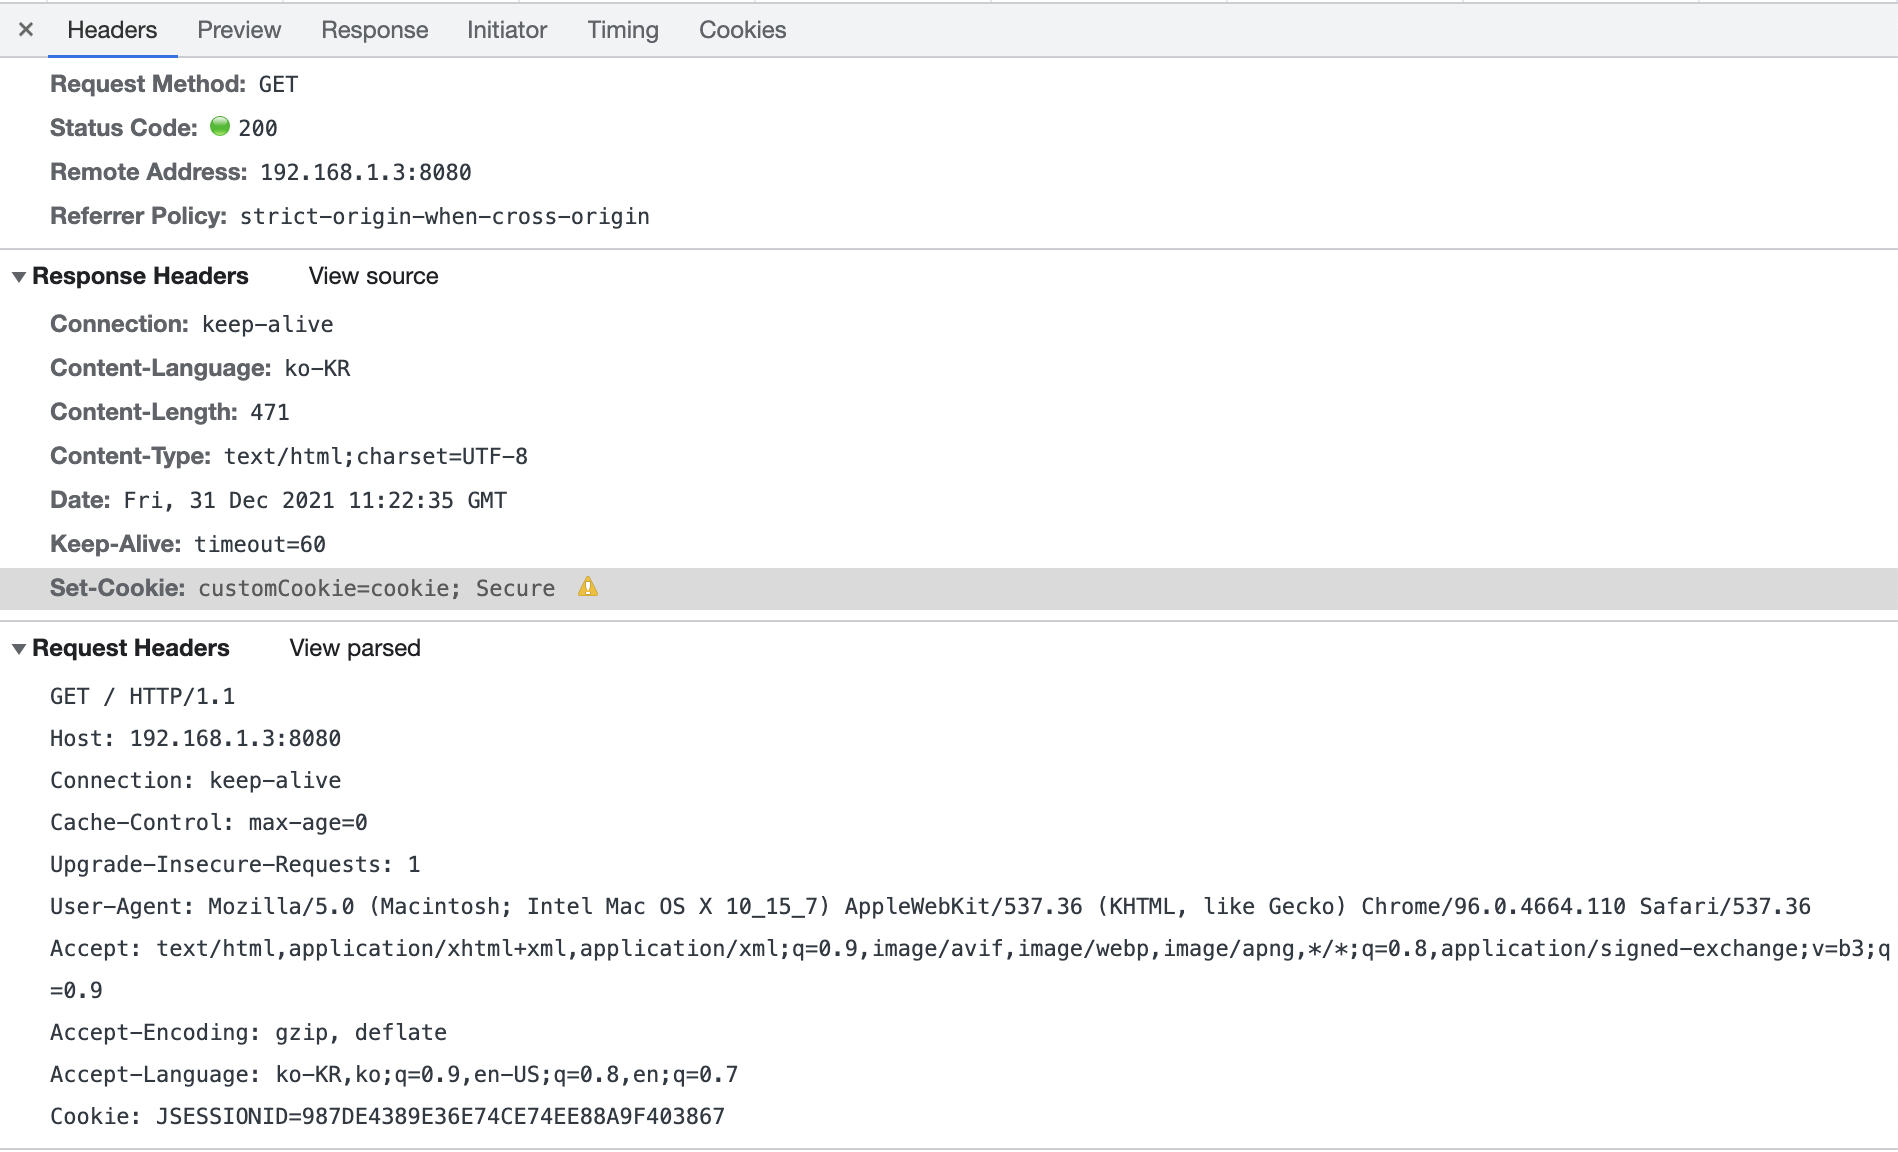 × Headers Preview Response Initiator Timing Cookies
Request Method: GET
Status Code: 200
Remote Address: 192.168.1.3:8080
Referrer Policy: strict-origin-when-cross-origin
Response Headers View source
Connection: keep-alive
Content-Language: ko-KR
Content-Length: 471
Content-Type: text/html;charset=UTF-8
Date: Fri, 31 Dec 2021 11:22:35 GMT
Keep-Alive: timeout=60
Set-Cookie: customCookie=cookie; Secure
Request Headers View parsed
GET / HTTP/1.1
Host: 192.168.1.3:8080
Connection: keep-alive
Cache-Control: max-age=0
Upgrade-Insecure-Requests: 1
User-Agent: Mozilla/5.0 (Macintosh; Intel Mac OS X 10_15_7) AppleWebKit/537.36 (KHTML, like Gecko) Chrome/96.0.4664.110 Safari/537.36
Accept: text/html,application/xhtml+xml,application/xml;q=0.9,image/avif,image/webp,image/apng,*/*;q=0.8,application/signed-exchange;v=b3;q
=0.9
Accept-Encoding: gzip, deflate
Accept-Language: ko-KR,ko;q=0.9,en-US;q=0.8,en;q=0.7
Cookie: JSESSIONID=987DE4389E36E74CE74EE88A9F403867